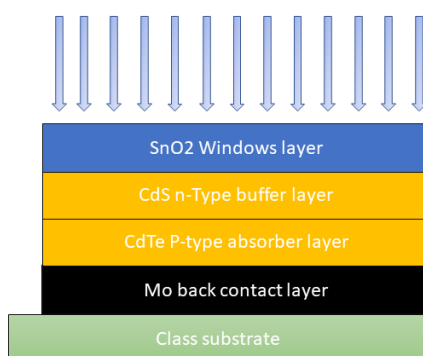 SnO2 Windows layer
CdS n-Type buffer layer
CdTe P-type absorber layer
Mo back contact layer
Class substrate